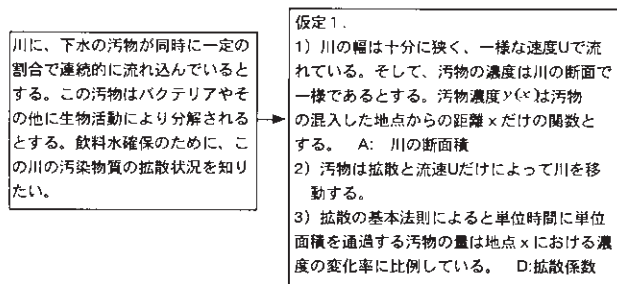 川に、下水の汚物が同時に一定の
割合で連続的に流れ込んでいると
する。この汚物はバクテリアやそ
の他に生物活動により分解される
とする。飲料水確保のために、こ
の川の汚染物質の拡散状況を知り
たい。
仮定1.
1）川の幅は十分に狭く、一様な速度Uで流
れている。そして、汚物の濃度は川の断面で
一様であるとする。汚物濃度y(x)は汚物
の混入した地点からの距離xだけの関数と
する。 A: 川の断面積
2）汚物は拡散と流速Uだけによって川を移
動する。
3）拡散の基本法則によると単位時間に単位
面積を通過する汚物の量は地点xにおける濃
度の変化率に比例している。 D:拡散係数